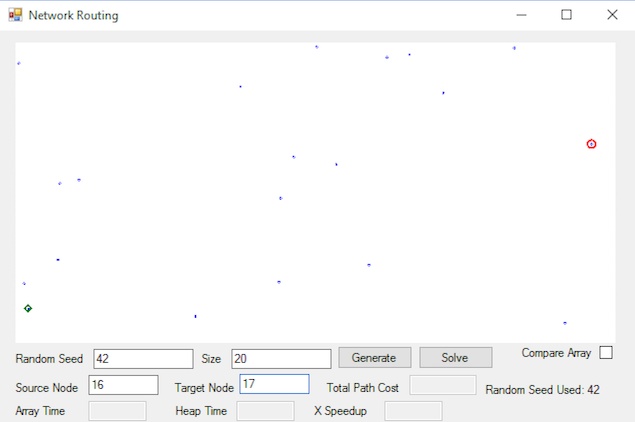 Network Routing
Random Seed 42 Size 20 Generate Solve Compare Array
Source Node 16 Target Node 17 Total Path Cost Random Seed Used: 42
Array Time Heap Time X Speedup